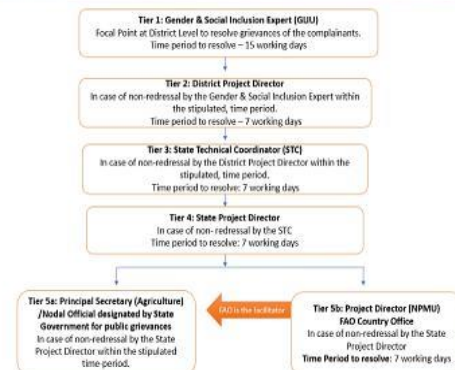 Tier 1: Gender & Social Inclusion Expert (GUU)
Focal Point at District Level to resolve grievances of the complainants.
Time period to resolve – 15 working days
Tier 2: District Project Director
In case of non-redressal by the Gender & Social Inclusion Expert within
the stipulated, time period.
Time period to resolve – 7 working days
Tier 3: State Technical Coordinator (STC)
In case of non-redressal by the District Project Director within the
stipulated, time period.
Time period to resolve: 7 working days
Tier 4: State Project Director
In case of non- redressal by the STC
Time period to resolve: 7 working days
Tier 5a: Principal Secretary (Agriculture)
/Nodal Official designated by State
Government for public grievances
In case of non-redressal by the State
Project Director within the stipulated
time period.
FAO is the facilitator
Tier 5b: Project Director (NPMU)
FAO Country Office
In case of non-redressal by the State
Project Director
Time Period to resolve: 7 working days